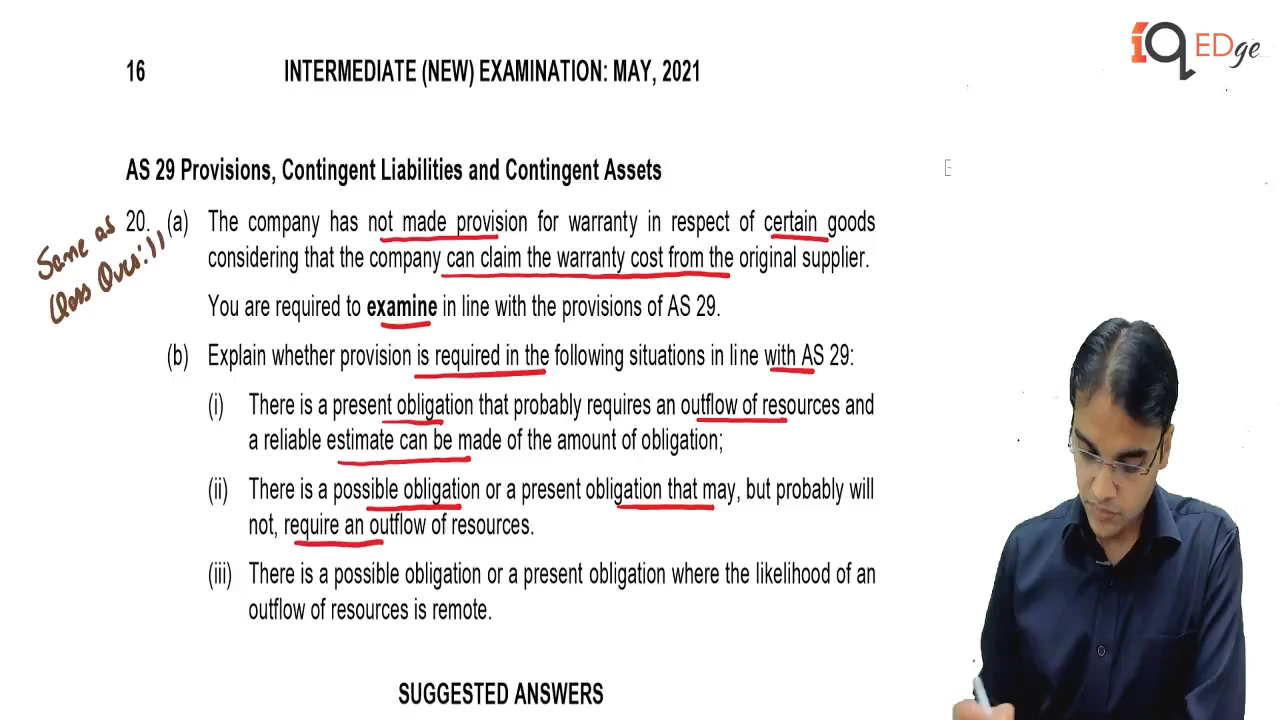 iQ EDge
16 INTERMEDIATE (NEW) EXAMINATION: MAY, 2021
AS 29 Provisions, Contingent Liabilities and Contingent Assets
Same as
Class Ques:!!
20. (a) The company has not made provision for warranty in respect of certain goods
considering that the company can claim the warranty cost from the original supplier.
You are required to examine in line with the provisions of AS 29.
(b) Explain whether provision is required in the following situations in line with AS 29:
(i) There is a present obligation that probably requires an outflow of resources and
a reliable estimate can be made of the amount of obligation;
(ii) There is a possible obligation or a present obligation that may, but probably will
not, require an outflow of resources.
(iii) There is a possible obligation or a present obligation where the likelihood of an
outflow of resources is remote.
SUGGESTED ANSWERS